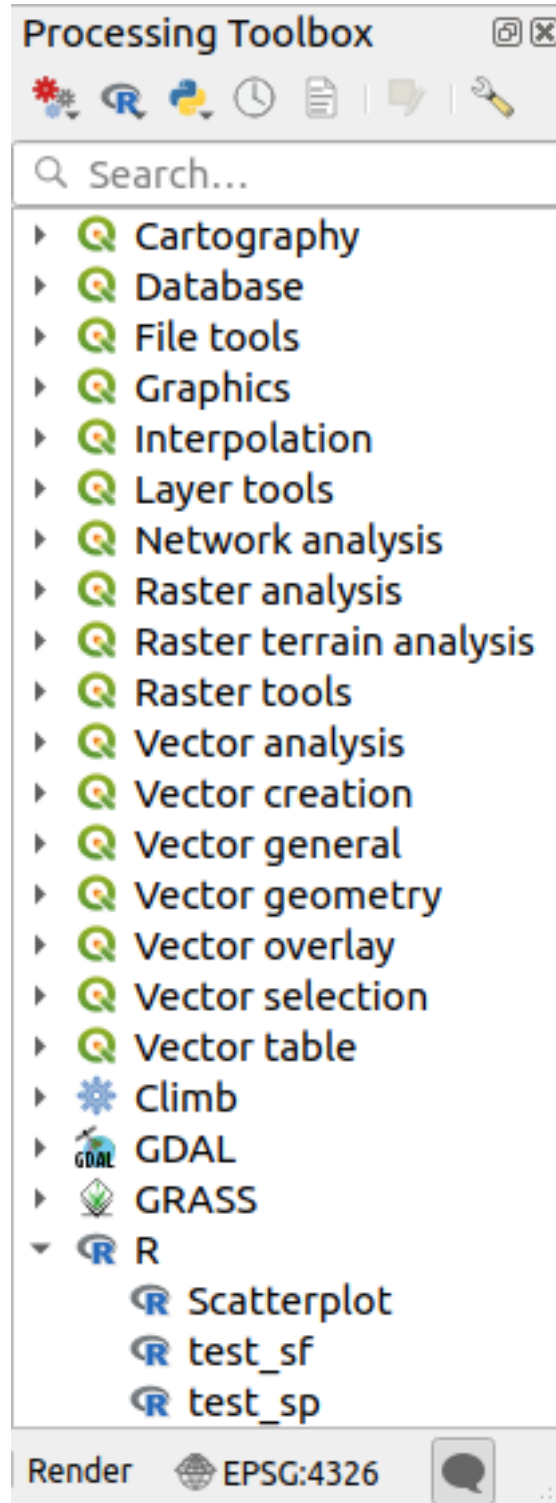 Processing Toolbox
Search...
Cartography
Database
File tools
Graphics
Interpolation
Layer tools
Network analysis
Raster analysis
Raster terrain analysis
Raster tools
Vector analysis
Vector creation
Vector general
Vector geometry
Vector overlay
Vector selection
Vector table
Climb
GDAL GDAL
GRASS
R R
R Scatterplot
R test_sf
R test_sp
Render EPSG:4326